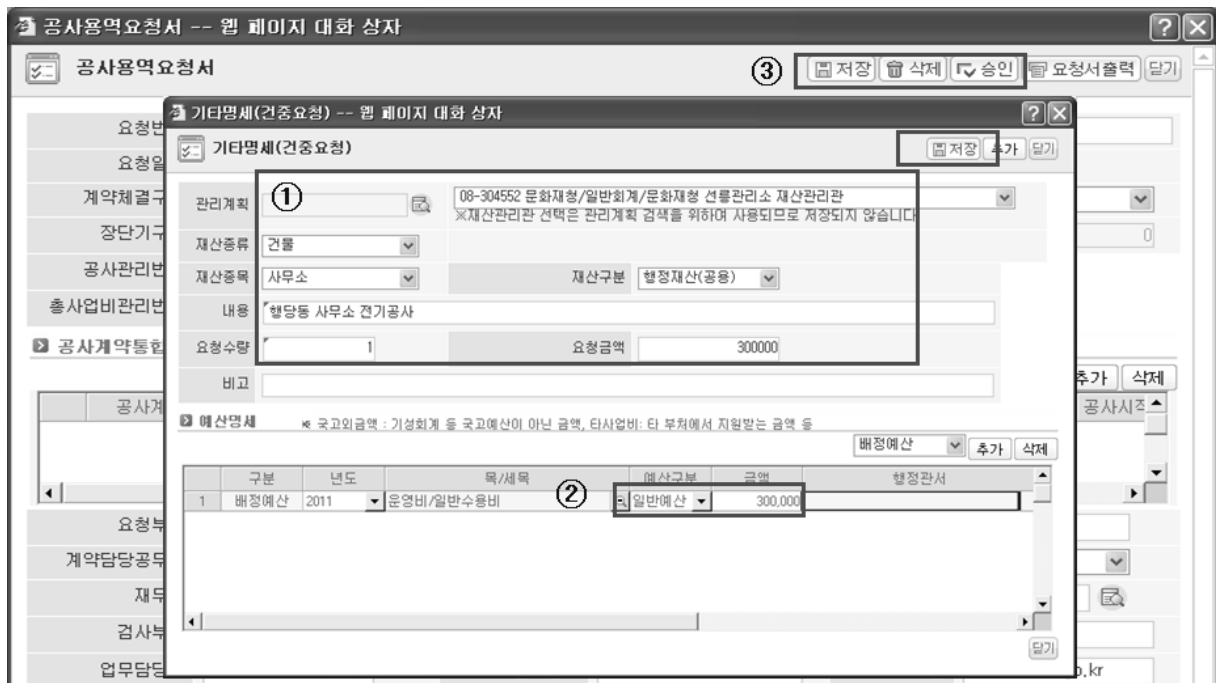 공사용역요청서 -- 웹 페이지 대화 상자
공사용역요청서
③ 저장 삭제 승인 요청서출력 닫기
기타명세(건중요청) -- 웹 페이지 대화 상자
기타명세(건중요청)
저장 추가 닫기
요청번
요청일
계약체결구
장단기구
0
공사관리번
총사업비관리번
공사계약통합
추가 삭제
공사계
공사시작
관리계획 ① 08-304552 문화재청/일반회계/문화재청 선릉관리소 재산관리관
※재산관리관 선택은 관리계획 검색을 위하여 사용되므로 저장되지 않습니다
재산종류 건물
재산종목 사무소 재산구분 행정재산(공용)
내용 행당동 사무소 전기공사
요청수량 1 요청금액 300000
비고
예산명세 ※ 국고외금액 : 기성회계 등 국고예산이 아닌 금액, 타사업비: 타 부처에서 지원받는 금액 등
배정예산 추가 삭제
구분 년도 목/세목 예산구분 금액 행정관서
1 배정예산 2011 운영비/일반수용비 ② 일반예산 300,000
닫기
요청부
계약담당공무
재무
검사부
업무담당
o.kr